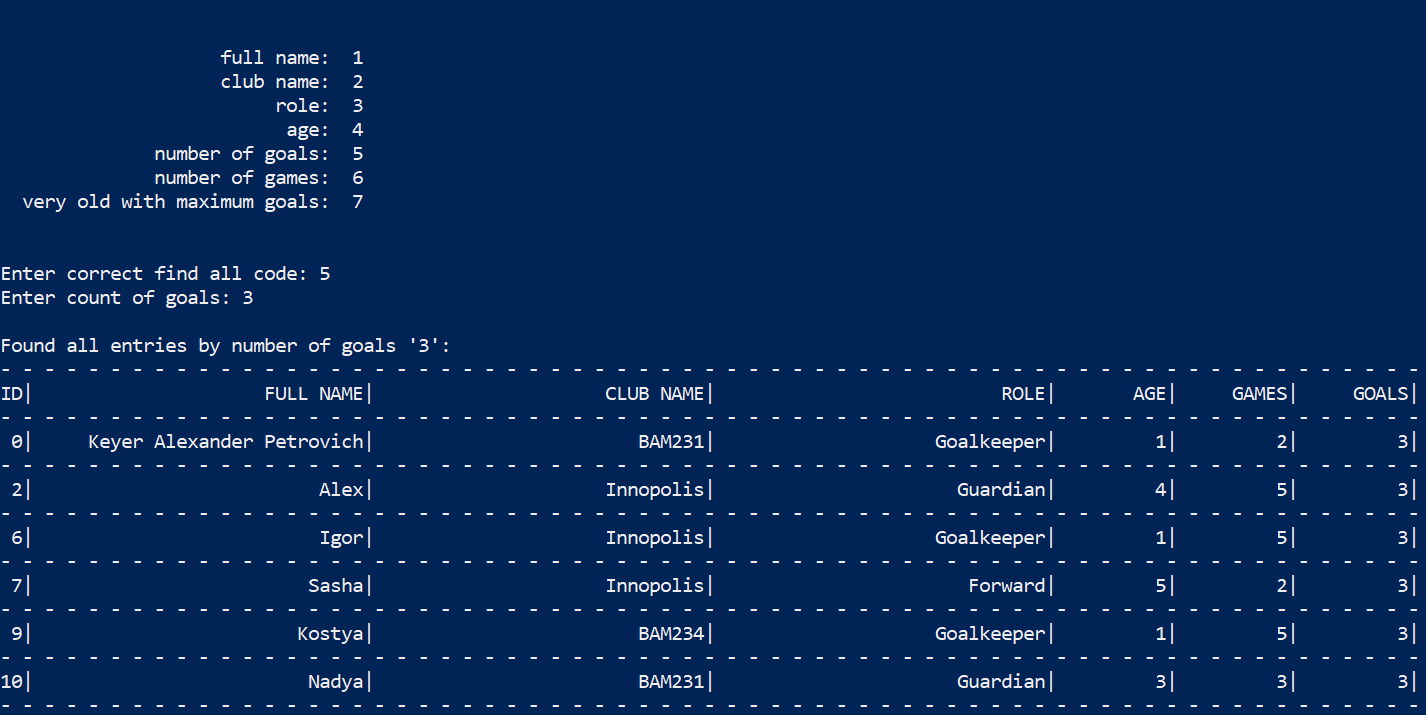 full name: 1
club name: 2
role: 3
age: 4
number of goals: 5
number of games: 6
very old with maximum goals: 7
Enter correct find all code: 5
Enter count of goals: 3
Found all entries by number of goals '3':
- - - - - - - - - - - - - - - - - - - - - - - - - - - - - - - - - - - - - - - - - - - - - - - - - - - - - - - - - - - - - - - - -
ID| FULL NAME| CLUB NAME| ROLE| AGE| GAMES| GOALS|
- - - - - - - - - - - - - - - - - - - - - - - - - - - - - - - - - - - - - - - - - - - - - - - - - - - - - - - - - - - - - - - - -
0| Keyer Alexander Petrovich| BAM231| Goalkeeper| 1| 2| 3|
- - - - - - - - - - - - - - - - - - - - - - - - - - - - - - - - - - - - - - - - - - - - - - - - - - - - - - - - - - - - - - - - -
2| Alex| Innopolis| Guardian| 4| 5| 3|
- - - - - - - - - - - - - - - - - - - - - - - - - - - - - - - - - - - - - - - - - - - - - - - - - - - - - - - - - - - - - - - - -
6| Igor| Innopolis| Goalkeeper| 1| 5| 3|
- - - - - - - - - - - - - - - - - - - - - - - - - - - - - - - - - - - - - - - - - - - - - - - - - - - - - - - - - - - - - - - - -
7| Sasha| Innopolis| Forward| 5| 2| 3|
- - - - - - - - - - - - - - - - - - - - - - - - - - - - - - - - - - - - - - - - - - - - - - - - - - - - - - - - - - - - - - - - -
9| Kostya| BAM234| Goalkeeper| 1| 5| 3|
- - - - - - - - - - - - - - - - - - - - - - - - - - - - - - - - - - - - - - - - - - - - - - - - - - - - - - - - - - - - - - - - -
10| Nadya| BAM231| Guardian| 3| 3| 3|
- - - - - - - - - - - - - - - - - - - - - - - - - - - - - - - - - - - - - - - - - - - - - - - - - - - - - - - - - - - - - - - - -